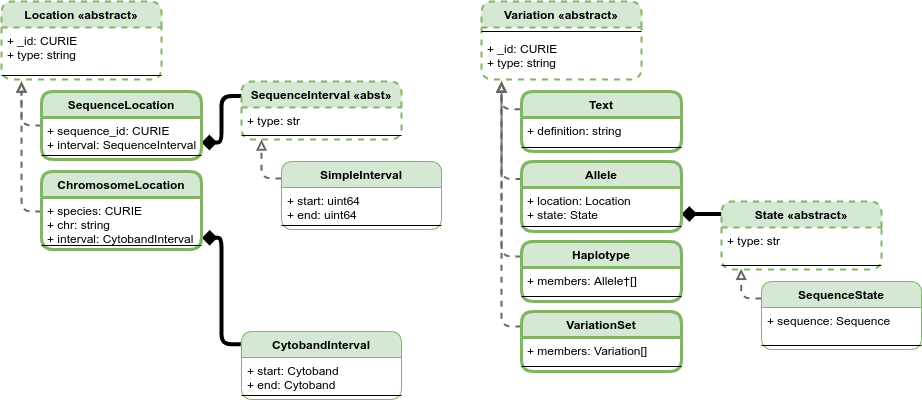 Location «abstract»
+ _id: CURIE
+ type: string
SequenceLocation
+ sequence_id: CURIE
+ interval: SequenceInterval
ChromosomeLocation
+ species: CURIE
+ chr: string
+ interval: CytobandInterval
SequenceInterval «abst»
+ type: str
SimpleInterval
+ start: uint64
+ end: uint64
CytobandInterval
+ start: Cytoband
+ end: Cytoband
Variation «abstract»
+ _id: CURIE
+ type: string
Text
+ definition: string
Allele
+ location: Location
+ state: State
Haplotype
+ members: Allele†[]
VariationSet
+ members: Variation[]
State «abstract»
+ type: str
SequenceState
+ sequence: Sequence